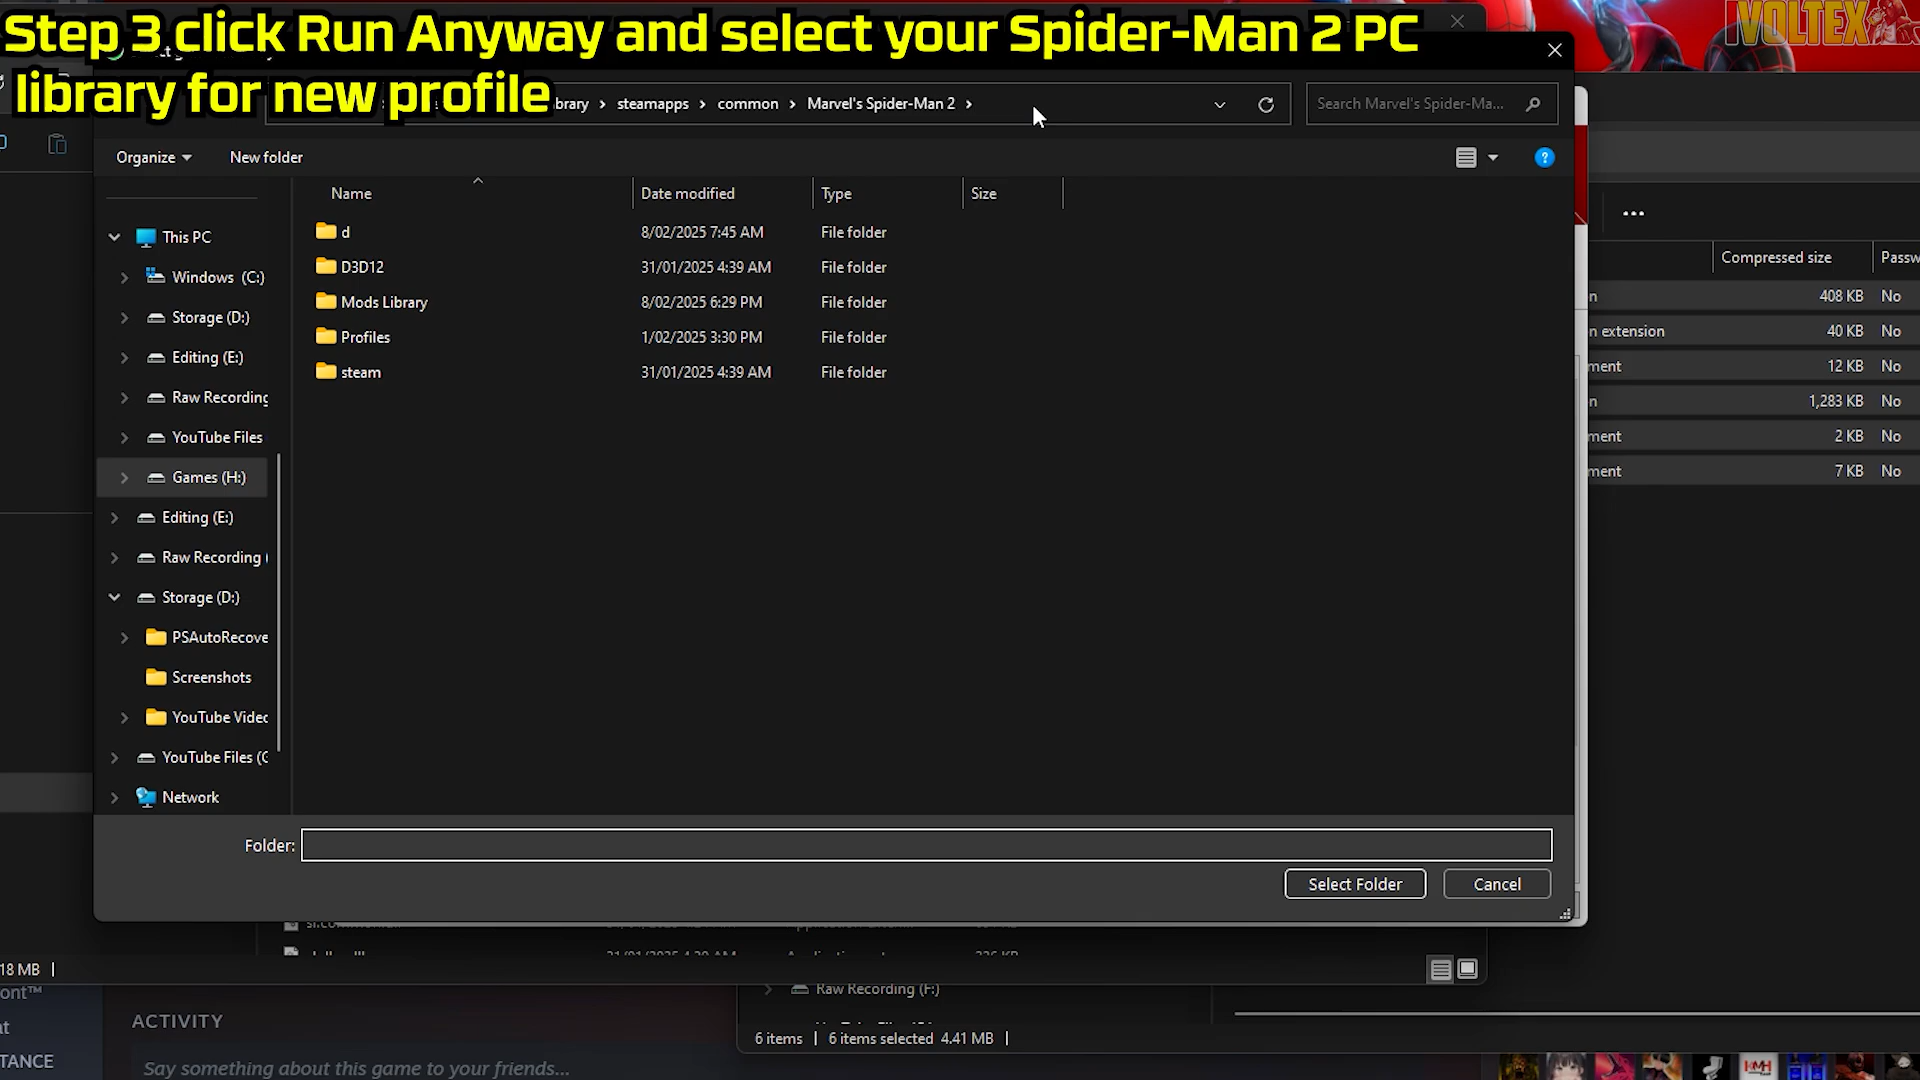 Step 3 click Run Anyway and select your Spider-Man 2 PC
library for new profile
VOLTEX
steamapps > common > Marvel's Spider-Man 2 >
Search Marvel's Spider-Ma...
Organize
New folder
Name
Date modified
Type
Size
d 8/02/2025 7:45 AM File folder
D3D12 31/01/2025 4:39 AM File folder
Mods Library 8/02/2025 6:29 PM File folder
Profiles 1/02/2025 3:30 PM File folder
steam 31/01/2025 4:39 AM File folder
This PC
Windows (C:)
Storage (D:)
Editing (E:)
Raw Recording
YouTube Files
Games (H:)
Editing (E:)
Raw Recording (
Storage (D:)
PSAutoRecove
Screenshots
YouTube Videc
YouTube Files (
Network
Folder:
Select Folder
Cancel
Compressed size
Passw
n 408 KB No
n extension 40 KB No
ment 12 KB No
n 1,283 KB No
ment 2 KB No
ment 7 KB No
18 MB
ont™
at
TANCE
ACTIVITY
Say something about this game to your friends...
Raw Recording (F:)
6 items
6 items selected 4.41 MB
KMH